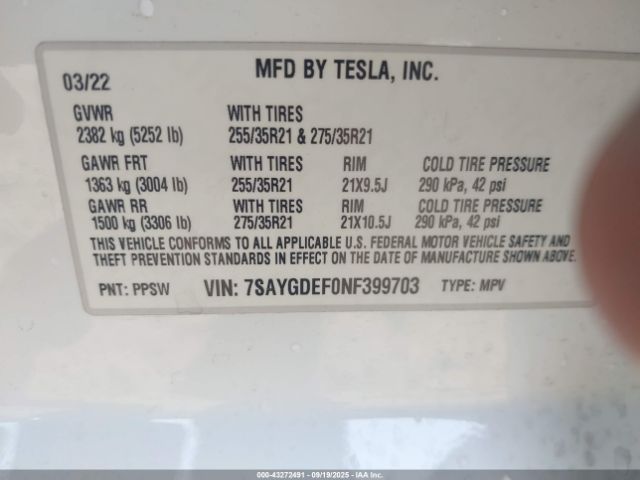 03/22 MFD BY TESLA, INC.
GVWR WITH TIRES
2382 kg (5252 lb) 255/35R21 & 275/35R21
GAWR FRT WITH TIRES RIM COLD TIRE PRESSURE
1363 kg (3004 lb) 255/35R21 21X9.5J 290 kPa, 42 psi
GAWR RR WITH TIRES RIM COLD TIRE PRESSURE
1500 kg (3306 lb) 275/35R21 21X10.5J 290 kPa, 42 psi
THIS VEHICLE CONFORMS TO ALL APPLICABLE U.S. FEDERAL MOTOR VEHICLE SAFETY AND
THEFT PREVENTION STANDARDS IN EFFECT ON THE DATE OF MANUFACTURE SHOWN ABOVE.
PNT: PPSW VIN: 7SAYGDEF0NF399703 TYPE: MPV
000-43272491 - 09/19/2025 - IAAI.COM